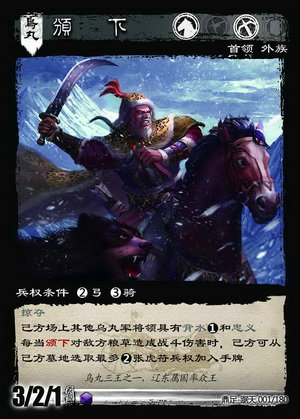 乌丸
颁下
首领 外族
兵权条件 2 弓 3 骑
掠夺
己方场上其他乌丸军将领具有背水1和恩义
每当颁下对敌方粮草造成战斗伤害时，己方可从
己方墓地选取最多2张虎符兵权加入手牌
乌丸三王之一，辽东属国率众王
3/2/1
001/180